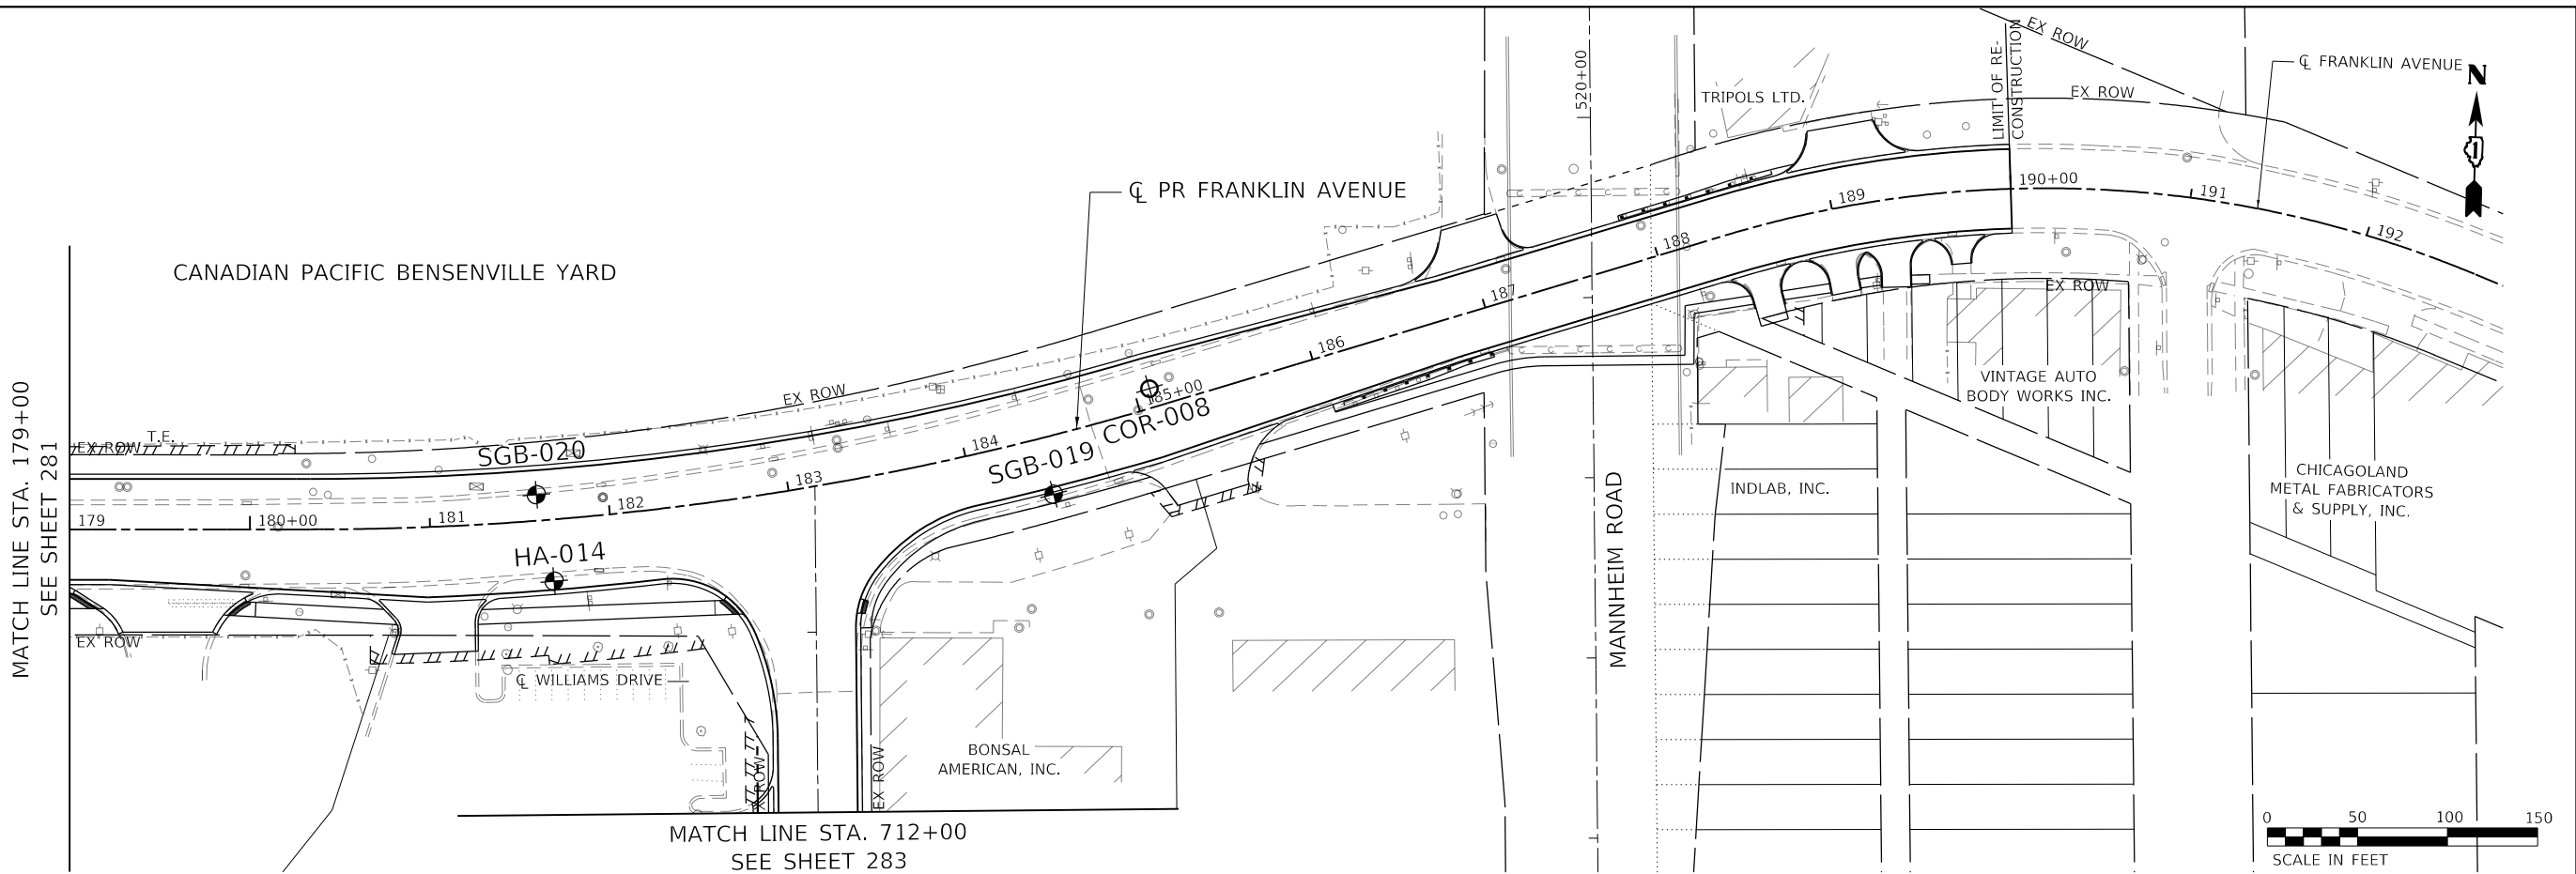 EX ROW
520+00
LIMIT OF RE-
CONSTRUCTION
℄ FRANKLIN AVENUE
N
TRIPOLS LTD.
EX ROW
℄ PR FRANKLIN AVENUE
189
190+00
191
192
188
187
186
CANADIAN PACIFIC BENSENVILLE YARD
EX ROW
EX ROW
185+00
COR-008
VINTAGE AUTO
BODY WORKS INC.
MATCH LINE STA. 179+00
SEE SHEET 281
EX ROW
T.E.
SGB-020
184
SGB-019
183
182
181
180+00
179
MANNHEIM ROAD
INDLAB, INC.
CHICAGOLAND
METAL FABRICATORS
& SUPPLY, INC.
HA-014
EX ROW
℄ WILLIAMS DRIVE
EX ROW
EX ROW
BONSAL
AMERICAN, INC.
MATCH LINE STA. 712+00
SEE SHEET 283
0 50 100 150
SCALE IN FEET